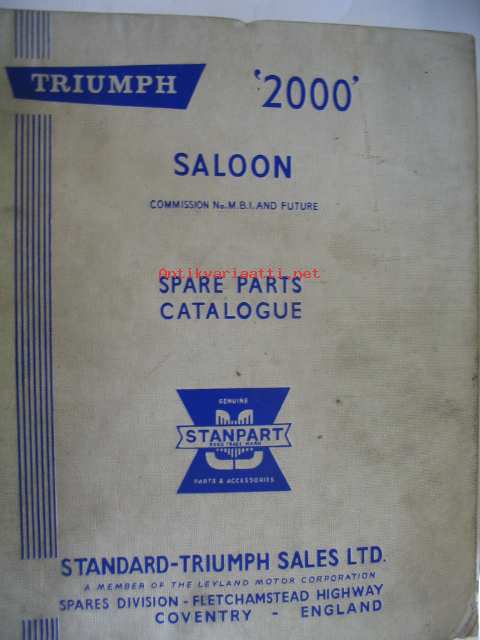 TRIUMPH
'2000'
SALOON
COMMISSION No. M.B.I. AND FUTURE
Antikvariaatti.net
SPARE PARTS
CATALOGUE
GENUINE
STANPART
REGD. TRADE MARK
PARTS & ACCESSORIES
STANDARD-TRIUMPH SALES LTD.
A MEMBER OF THE LEYLAND MOTOR CORPORATION
SPARES DIVISION - FLETCHAMSTEAD HIGHWAY
COVENTRY - ENGLAND